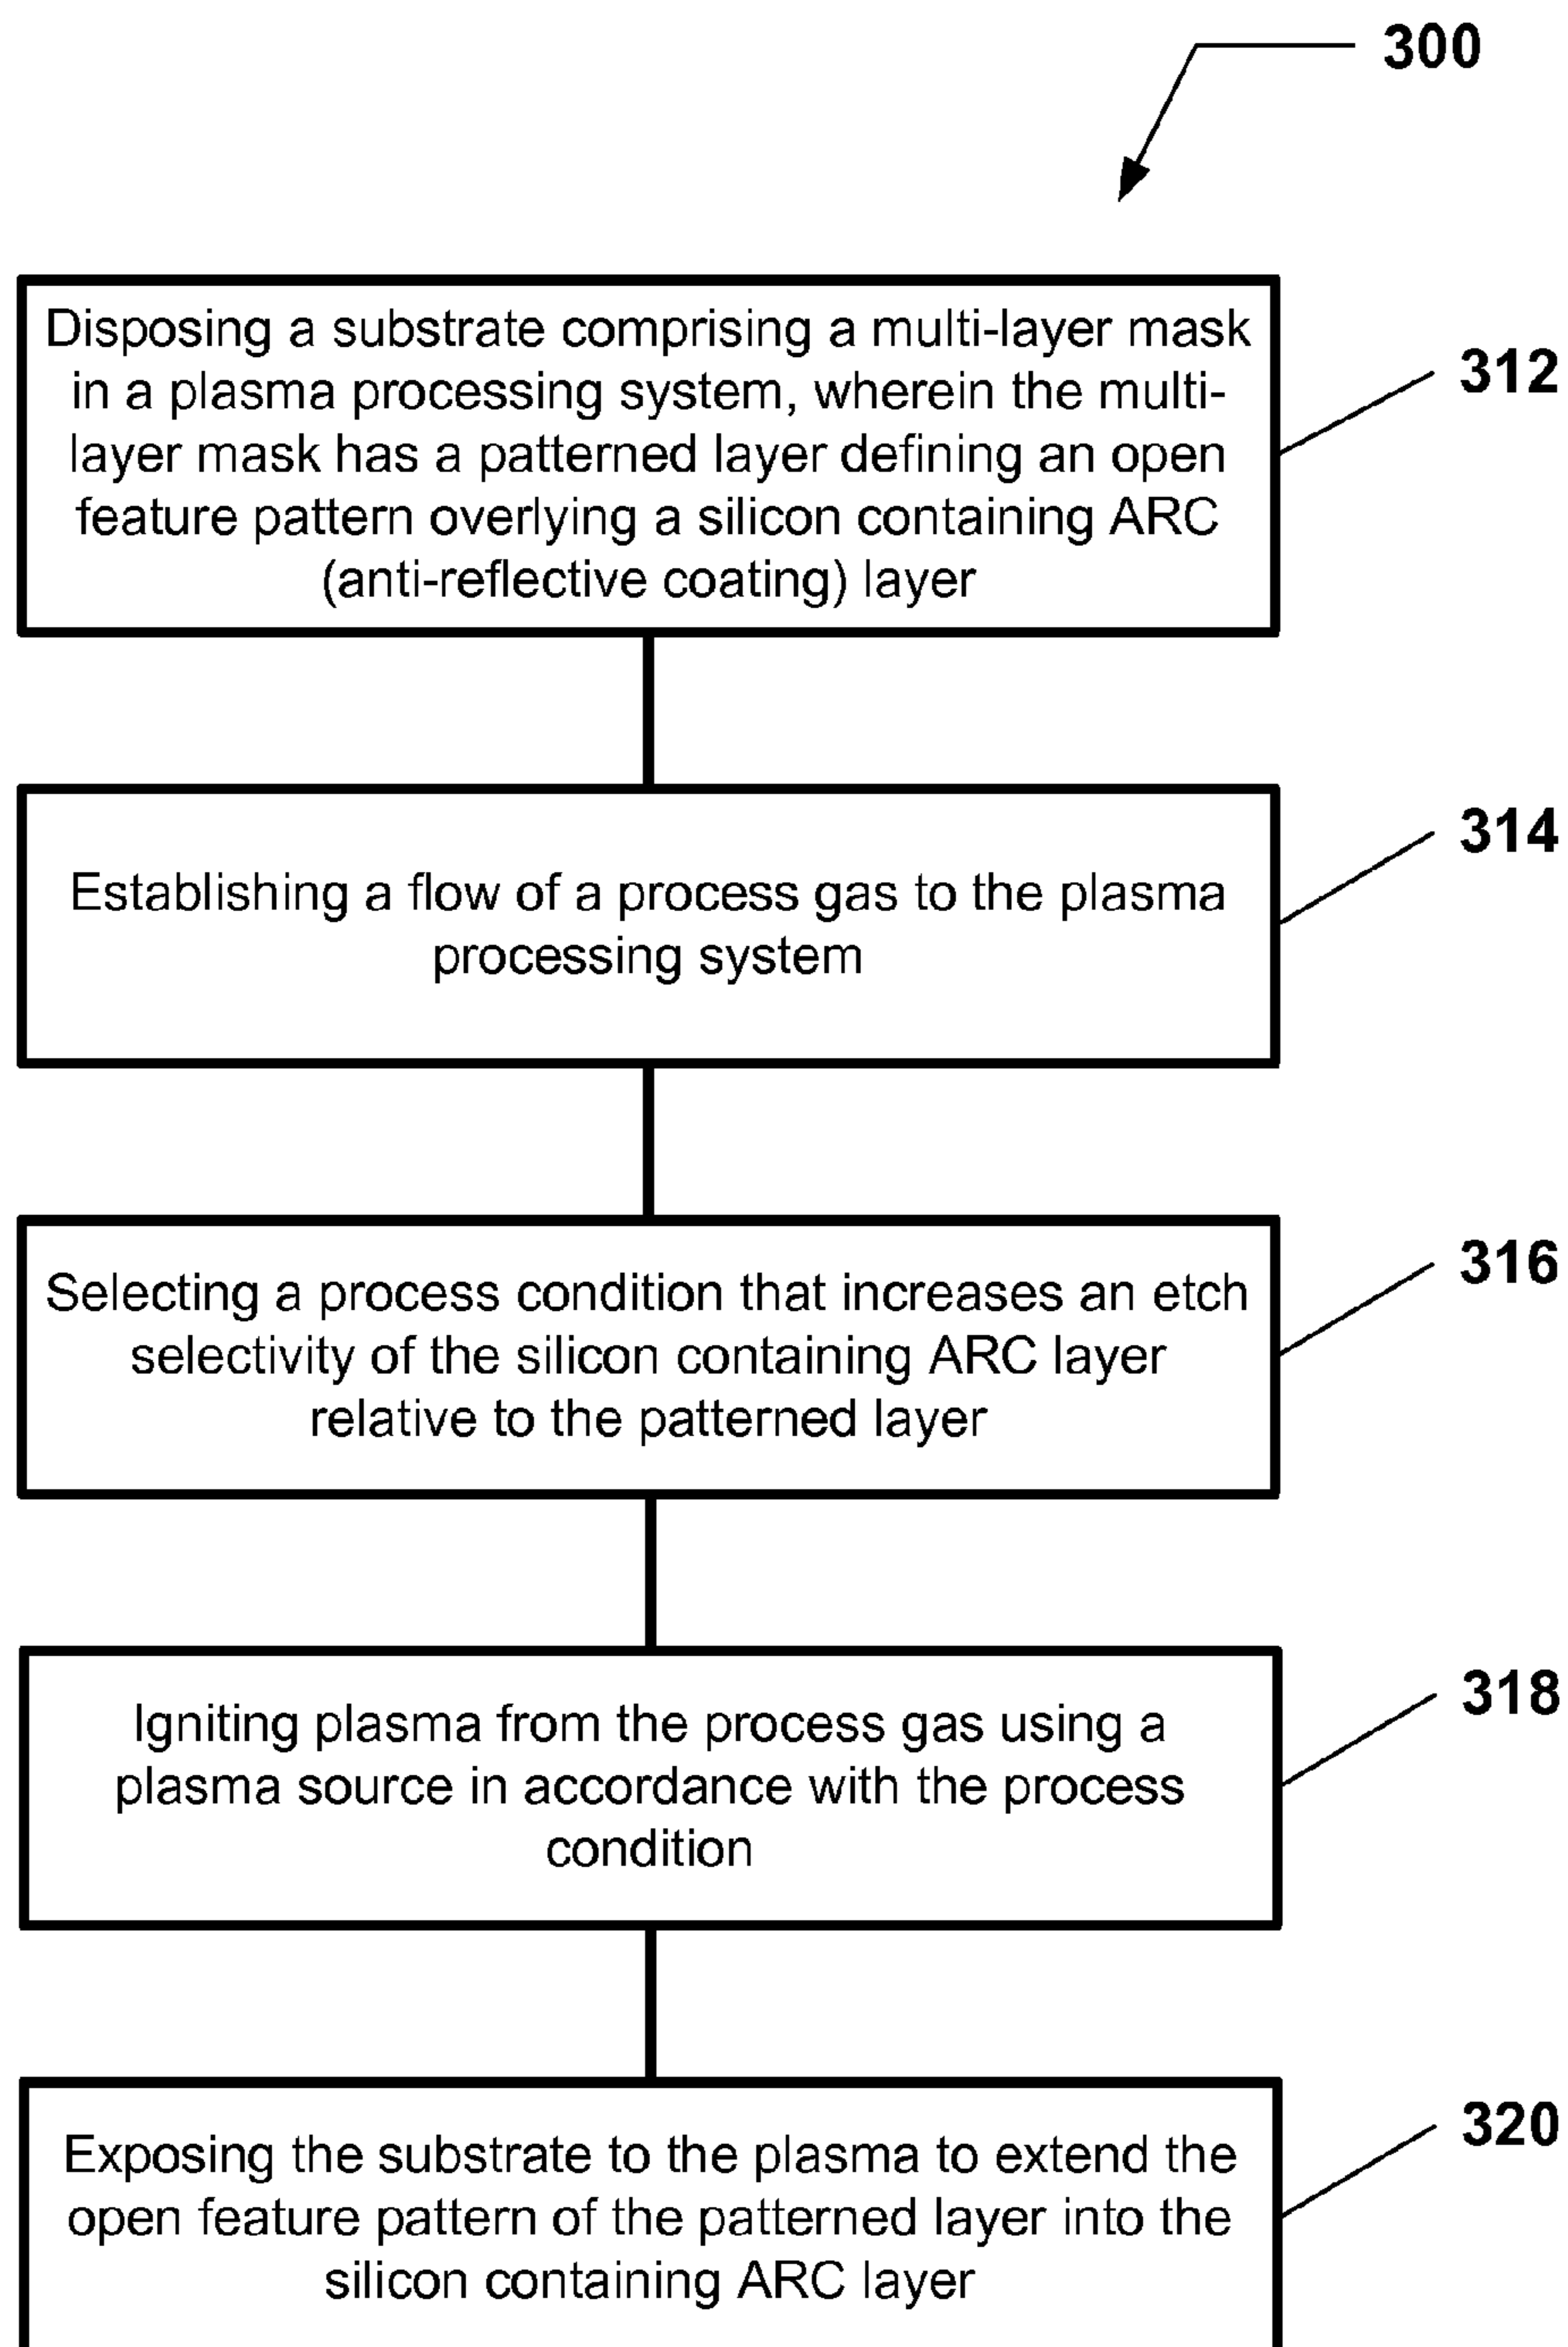 300
Disposing a substrate comprising a multi-layer mask
in a plasma processing system, wherein the multi-
layer mask has a patterned layer defining an open
feature pattern overlying a silicon containing ARC
(anti-reflective coating) layer
312
Establishing a flow of a process gas to the plasma
processing system
314
Selecting a process condition that increases an etch
selectivity of the silicon containing ARC layer
relative to the patterned layer
316
Igniting plasma from the process gas using a
plasma source in accordance with the process
condition
318
Exposing the substrate to the plasma to extend the
open feature pattern of the patterned layer into the
silicon containing ARC layer
320